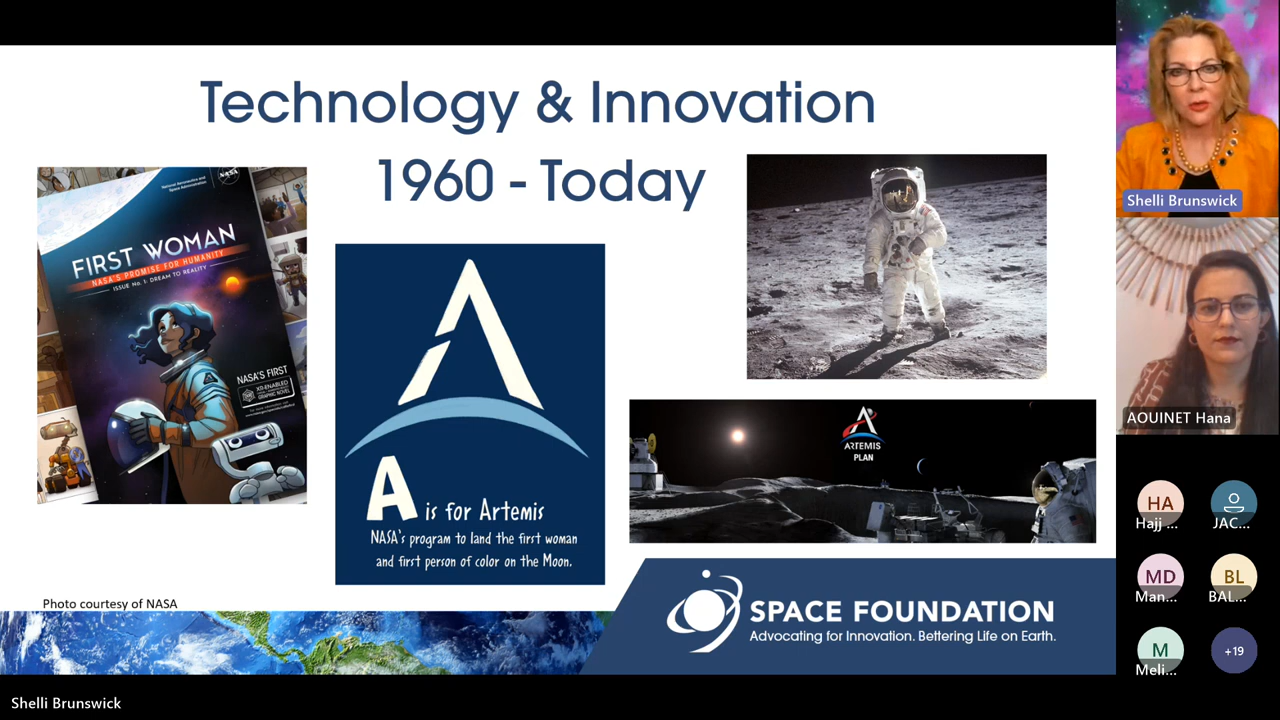 Technology & Innovation
1960 - Today
National Aeronautics and
Space Administration
NASA
FIRST WOMAN
NASA'S PROMISE FOR HUMANITY
ISSUE No. 1: DREAM TO REALITY
NASA'S FIRST
XR-ENABLED
GRAPHIC NOVEL
A is for Artemis
NASA's program to land the first woman
and first person of color on the Moon.
ARTEMIS
PLAN
Photo courtesy of NASA
SPACE FOUNDATION
Advocating for Innovation. Bettering Life on Earth.
Shelli Brunswick
AOUINET Hana
HA
Hajj ...
JAC...
MD
Man...
BL
BAL...
M
Meli...
+19
Shelli Brunswick